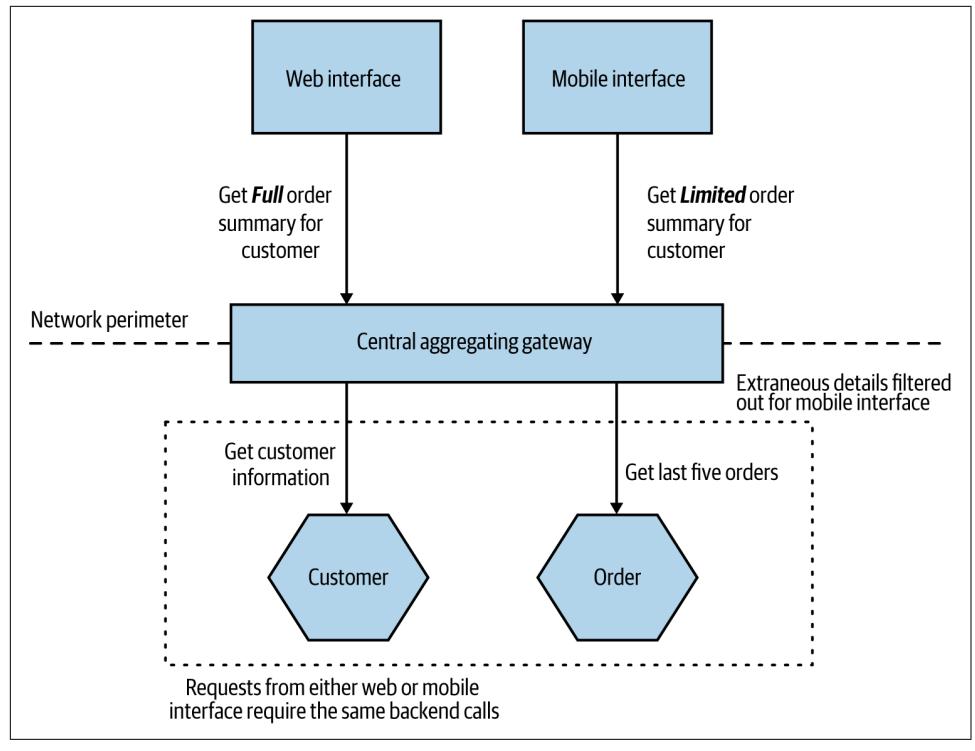 Web interface
Mobile interface
Get Full order
summary for
customer
Get Limited order
summary for
customer
Network perimeter
Central aggregating gateway
Extraneous details filtered
out for mobile interface
Get customer
information
Get last five orders
Customer
Order
Requests from either web or mobile
interface require the same backend calls